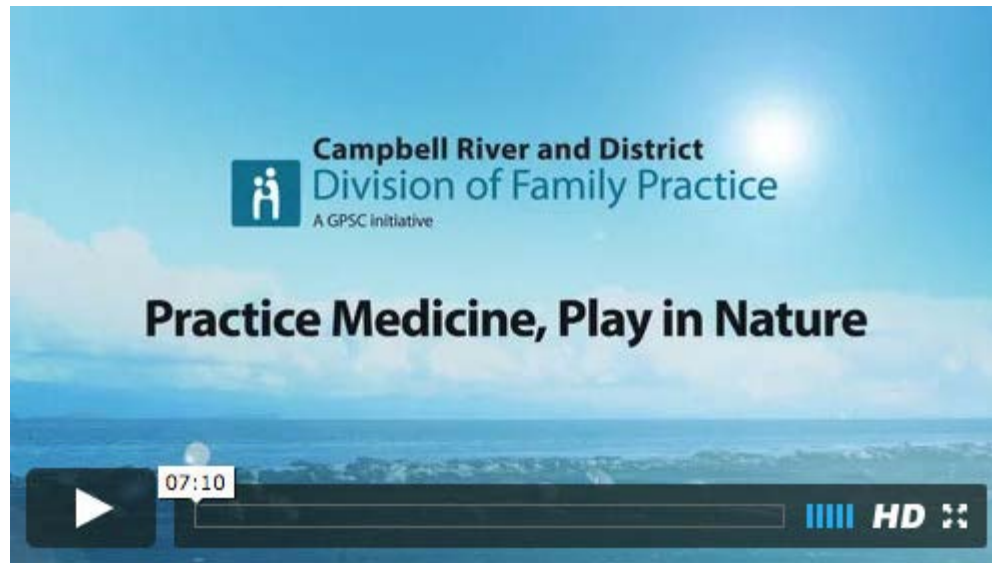 Campbell River and District
Division of Family Practice
A GPSC initiative
Practice Medicine, Play in Nature
07:10
HD